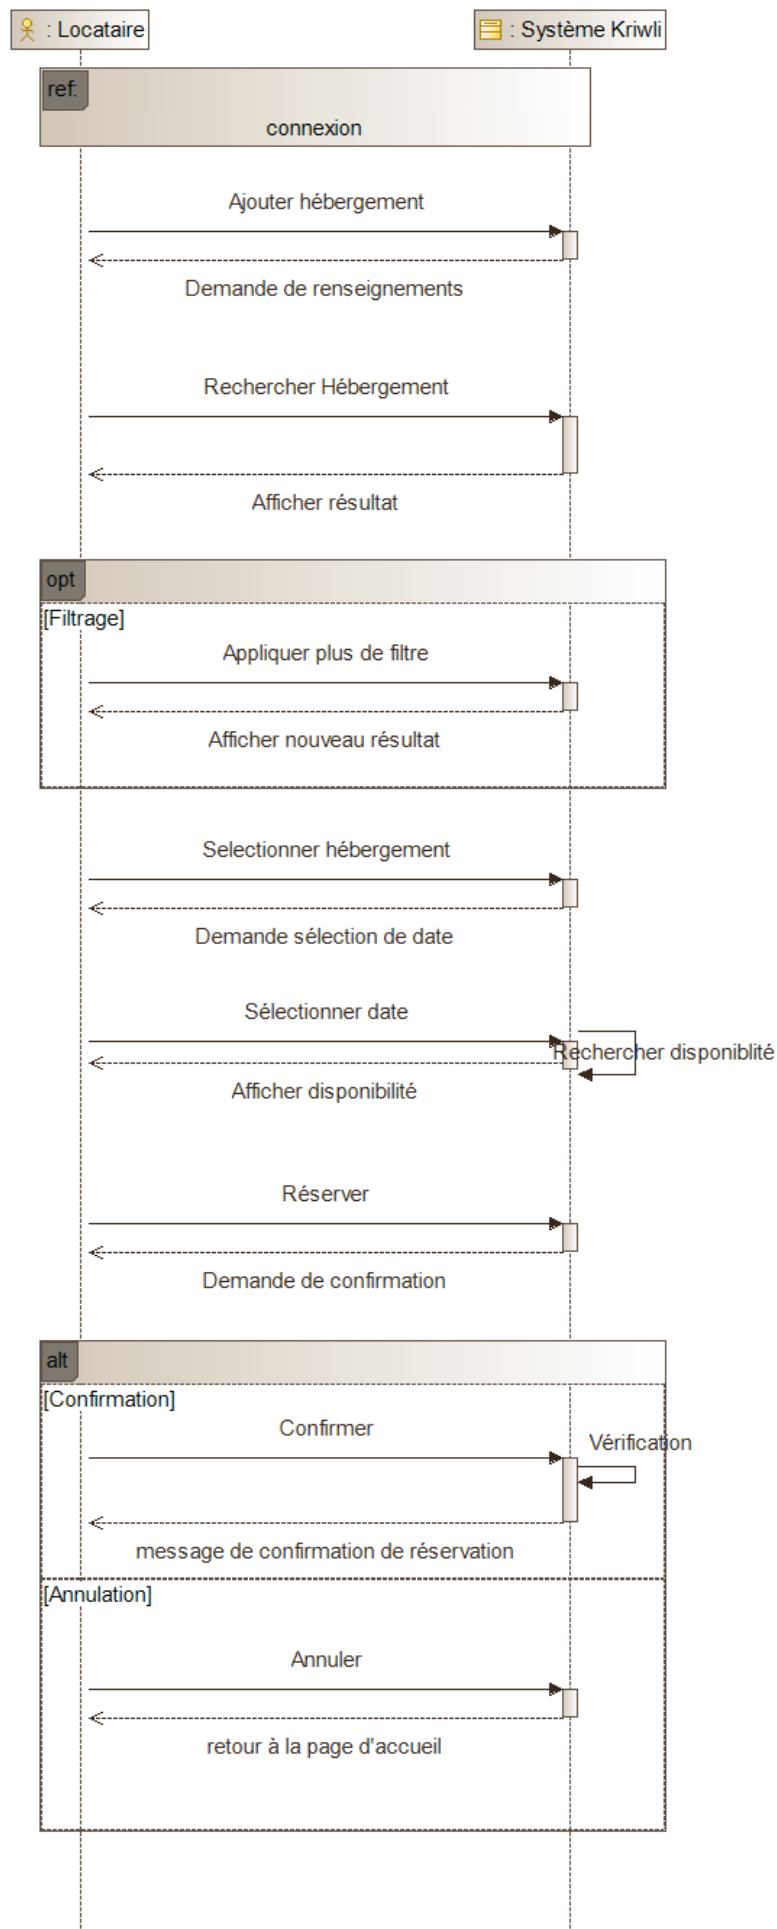 : Locataire
: Système Kriwli
ref:
connexion
Ajouter hébergement
Demande de renseignements
Rechercher Hébergement
Afficher résultat
opt
[Filtrage]
Appliquer plus de filtre
Afficher nouveau résultat
Selectionner hébergement
Demande sélection de date
Sélectionner date
Rechercher disponiblité
Afficher disponibilité
Réserver
Demande de confirmation
alt
[Confirmation]
Confirmer
Vérification
message de confirmation de réservation
[Annulation]
Annuler
retour à la page d'accueil